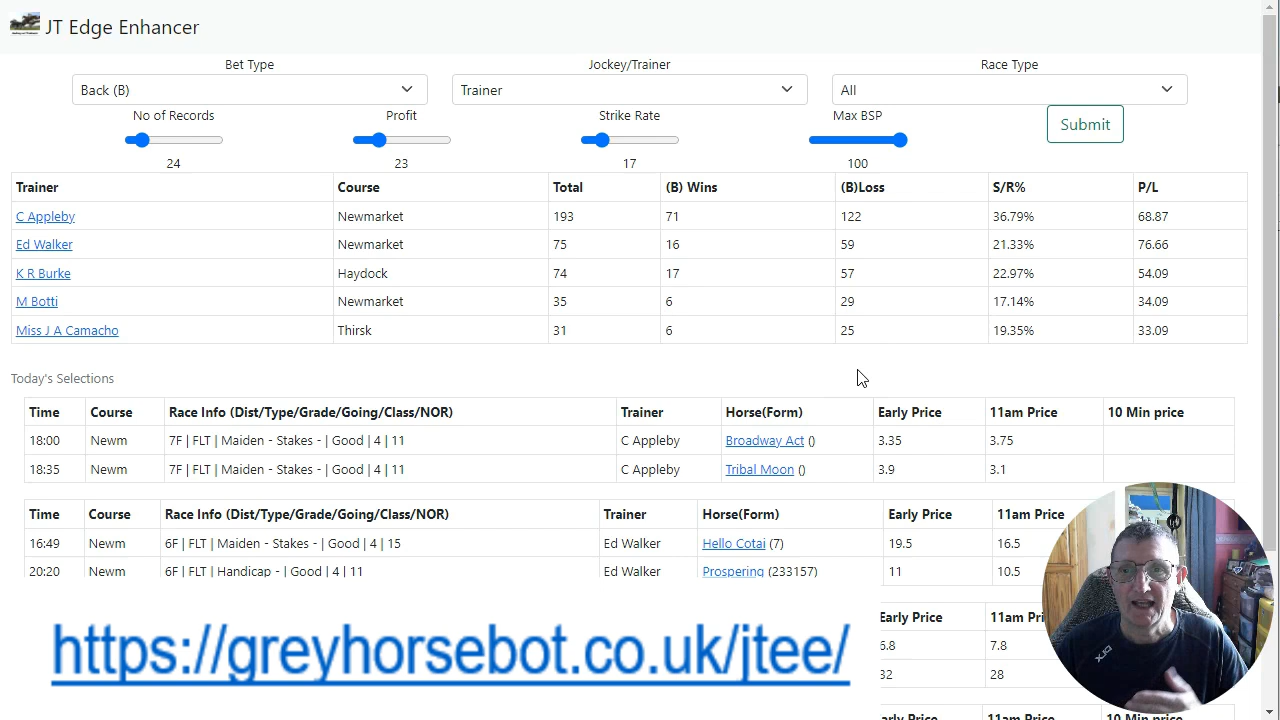 JT Edge Enhancer
Bet Type Jockey/Trainer Race Type
Back (B) Trainer All
No of Records Profit Strike Rate Max BSP
Submit
24 23 17 100
Trainer Course Total (B) Wins (B)Loss S/R% P/L
C Appleby Newmarket 193 71 122 36.79% 68.87
Ed Walker Newmarket 75 16 59 21.33% 76.66
K R Burke Haydock 74 17 57 22.97% 54.09
M Botti Newmarket 35 6 29 17.14% 34.09
Miss J A Camacho Thirsk 31 6 25 19.35% 33.09
Today's Selections
Time Course Race Info (Dist/Type/Grade/Going/Class/NOR) Trainer Horse(Form) Early Price 11am Price 10 Min price
18:00 Newm 7F | FLT | Maiden - Stakes - | Good | 4 | 11 C Appleby Broadway Act () 3.35 3.75
18:35 Newm 7F | FLT | Maiden - Stakes - | Good | 4 | 11 C Appleby Tribal Moon () 3.9 3.1
Time Course Race Info (Dist/Type/Grade/Going/Class/NOR) Trainer Horse(Form) Early Price 11am Price
16:49 Newm 6F | FLT | Maiden - Stakes - | Good | 4 | 15 Ed Walker Hello Cotai (7) 19.5 16.5
20:20 Newm 6F | FLT | Handicap - | Good | 4 | 11 Ed Walker Prospering (233157) 11 10.5
Early Price 11am
6.8 7.8
32 28
https://greyhorsebot.co.uk/jtee/